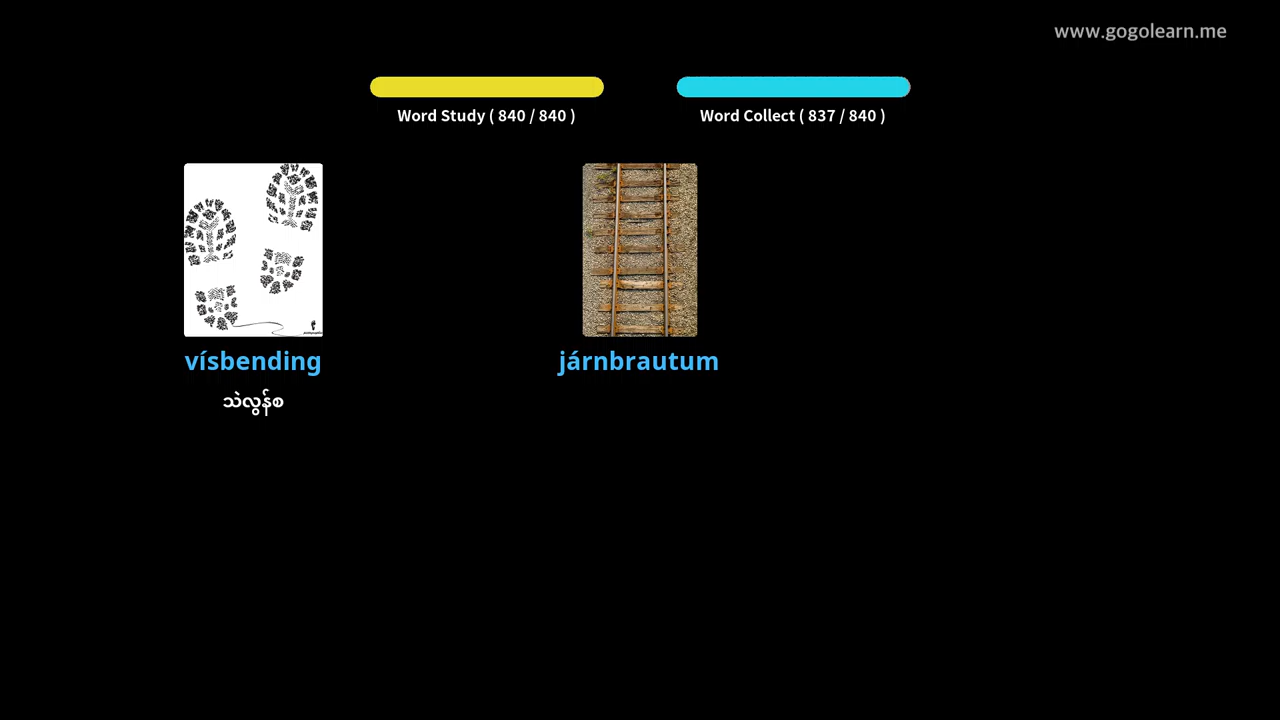 www.gogolearn.me
Word Study ( 840 / 840 )
Word Collect ( 837 / 840 )
vísbending
járnbrautum
သဲလွန်စ